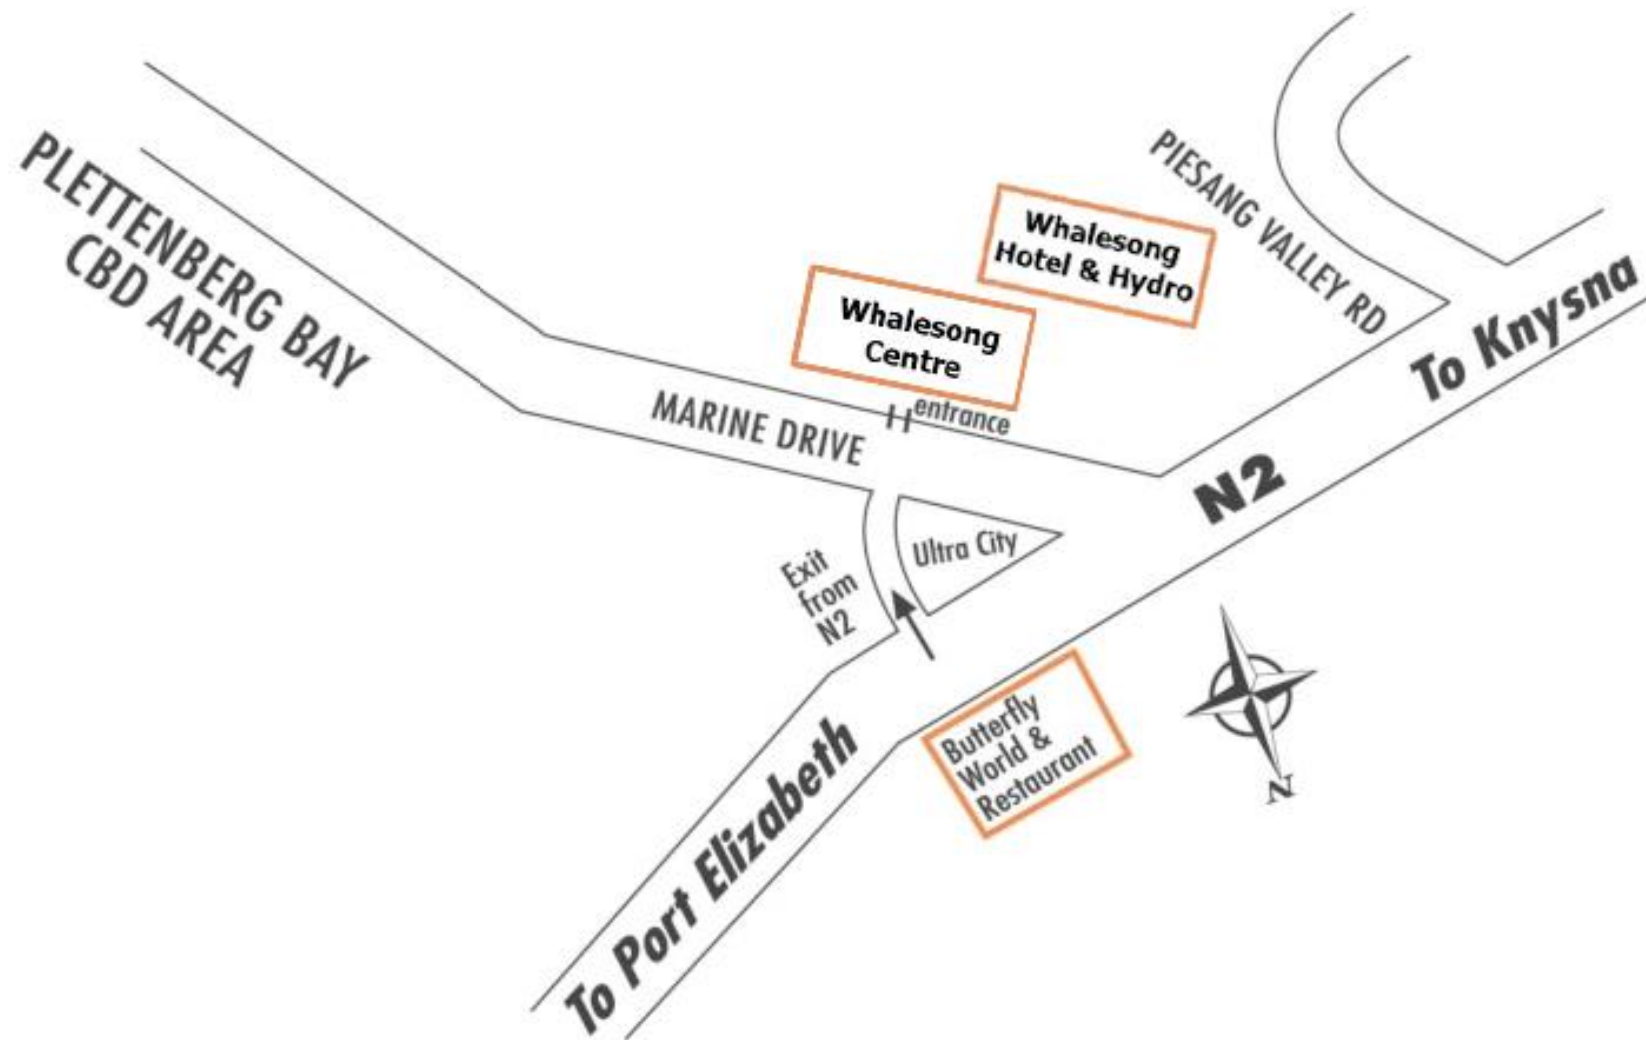 PLETTENBERG BAY
CBD AREA
MARINE DRIVE
Whalesong
Centre
entrance
Whalesong
Hotel & Hydro
PIESANG VALLEY RD
To Knysna
N2
Ultra City
Exit
from
N2
Butterfly
World &
Restaurant
To Port Elizabeth
N